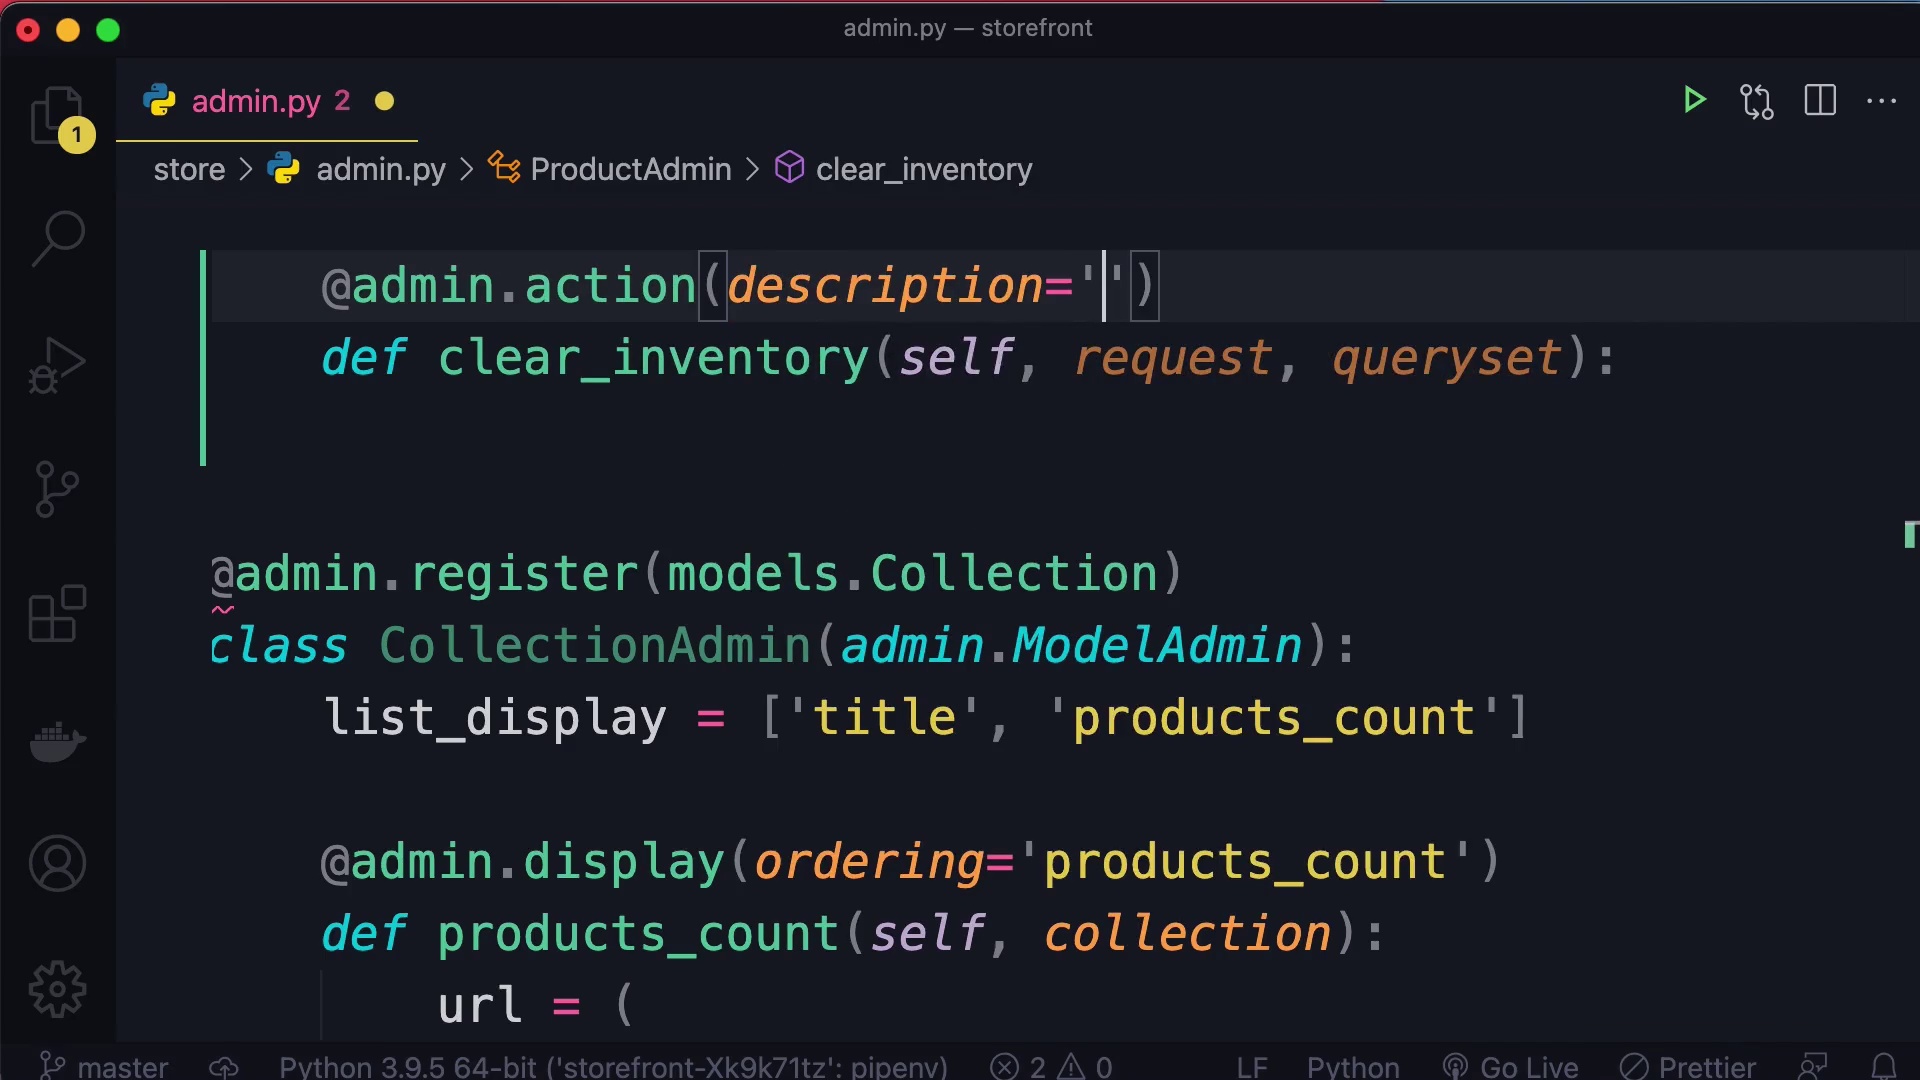 admin.py — storefront
admin.py 2
1
store > admin.py > ProductAdmin > clear_inventory
@admin.action(description='')
def clear_inventory(self, request, queryset):
@admin.register(models.Collection)
class CollectionAdmin(admin.ModelAdmin):
list_display = ['title', 'products_count']
@admin.display(ordering='products_count')
def products_count(self, collection):
url = (
master Python 3.9.5 64-bit ('storefront-Xk9k71tz': pipenv) 2 0 LF Python Go Live Prettier